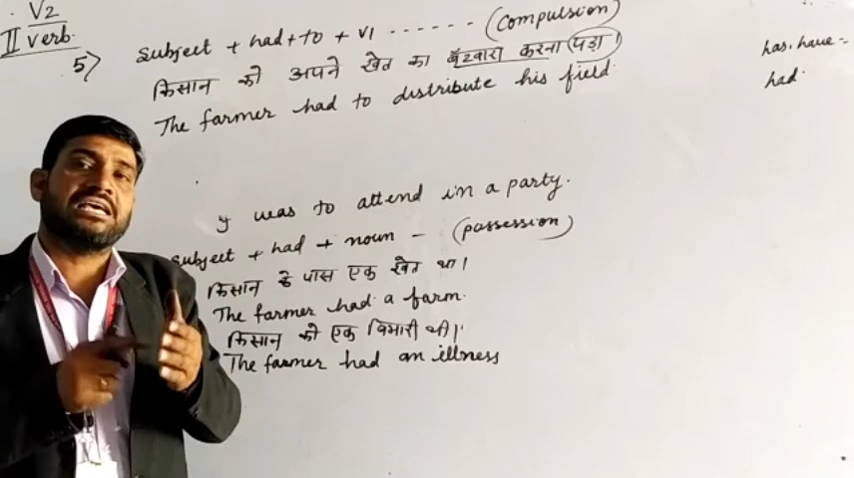 V2
II Verb.
5) Subject + had + to + V1 ...... (Compulsion)
किसान को अपने खेत का बँटवारा करना (पड़ा)।
The farmer had to distribute his field.
has. have =
had.
I was to attend in a party.
Subject + had + noun - (possession)
किसान के पास एक खेत था।
The farmer had a farm.
किसान को एक बिमारी थी।
The farmer had an illness